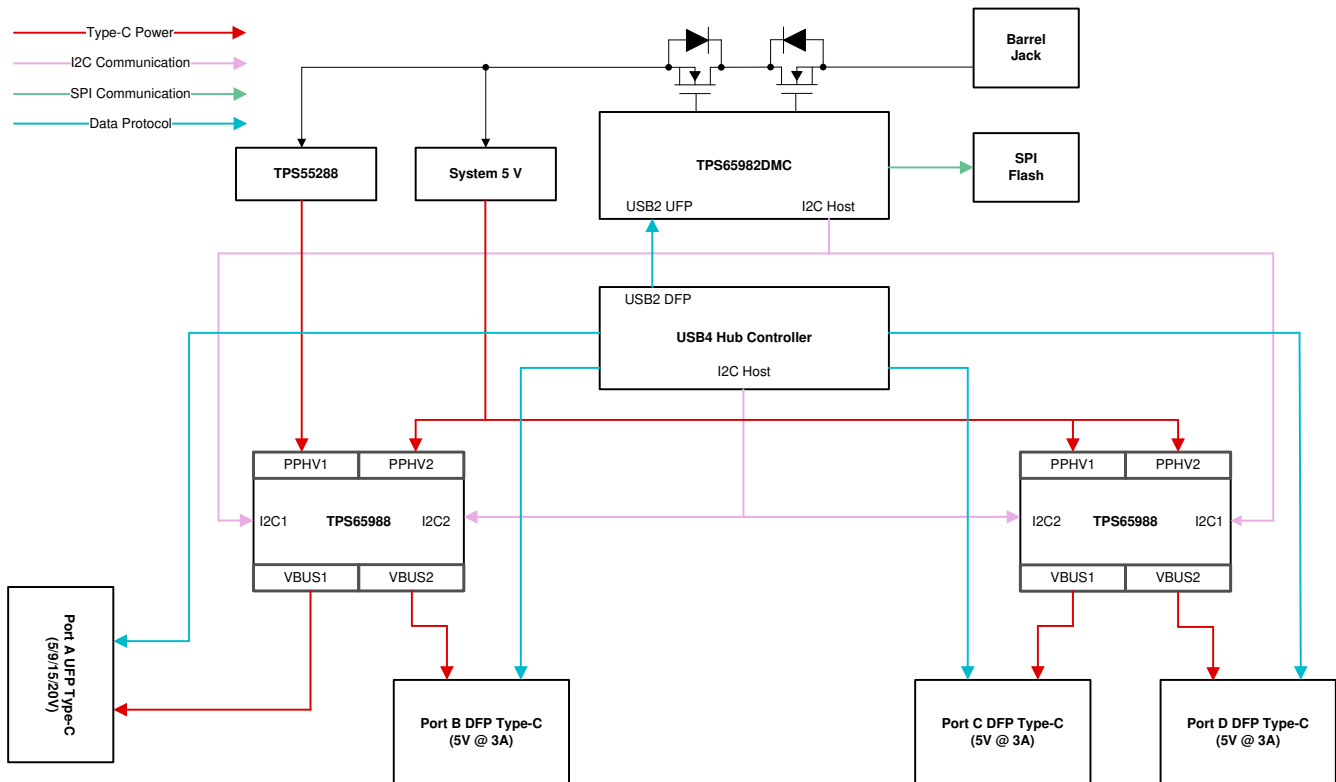 Type-C Power
I2C Communication
SPI Communication
Data Protocol
Barrel
Jack
TPS55288
System 5 V
TPS65982DMC
USB2 UFP
I2C Host
SPI
Flash
USB2 DFP
USB4 Hub Controller
I2C Host
PPHV1
PPHV2
I2C1
TPS65988
I2C2
VBUS1
VBUS2
PPHV1
PPHV2
I2C2
TPS65988
I2C1
VBUS1
VBUS2
Port A UFP Type-C
(5/9/15/20V)
Port B DFP Type-C
(5V @ 3A)
Port C DFP Type-C
(5V @ 3A)
Port D DFP Type-C
(5V @ 3A)